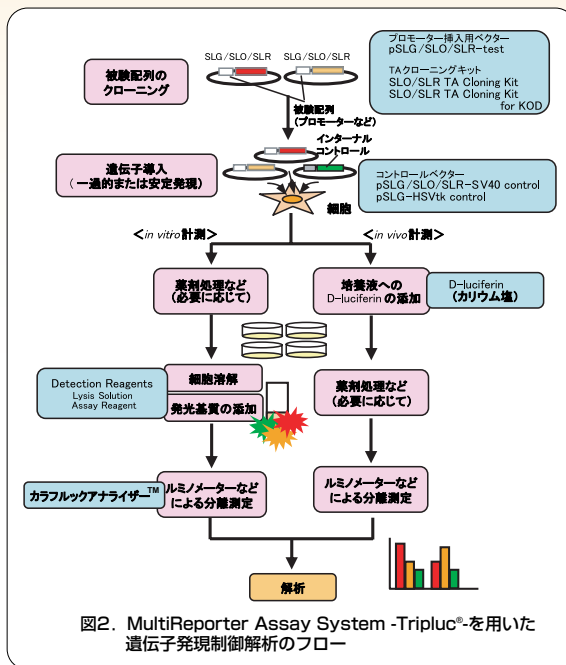 SLG/SLO/SLR SLG/SLO/SLR
被験配列の
クローニング
プロモーター挿入用ベクター
pSLG/SLO/SLR-test
TAクローニングキット
SLO/SLR TA Cloning Kit
SLO/SLR TA Cloning Kit
for KOD
被験配列
(プロモーターなど)
インターナル
コントロール
遺伝子導入
( 一過的または安定発現)
コントロールベクター
pSLG/SLO/SLR-SV40 control
pSLG-HSVtk control
細胞
<in vitro 計測>
<in vivo 計測>
薬剤処理など
(必要に応じて)
培養液への
D-luciferin の添加
D-luciferin
(カリウム塩)
Detection Reagents
Lysis Solution
Assay Reagent
細胞溶解
発光基質の添加
薬剤処理など
(必要に応じて)
カラフルックアナライザー™
ルミノメーターなど
による分離測定
ルミノメーターなど
による分離測定
解析
図2. MultiReporter Assay System -Tripluc®-を用いた
遺伝子発現制御解析のフロー